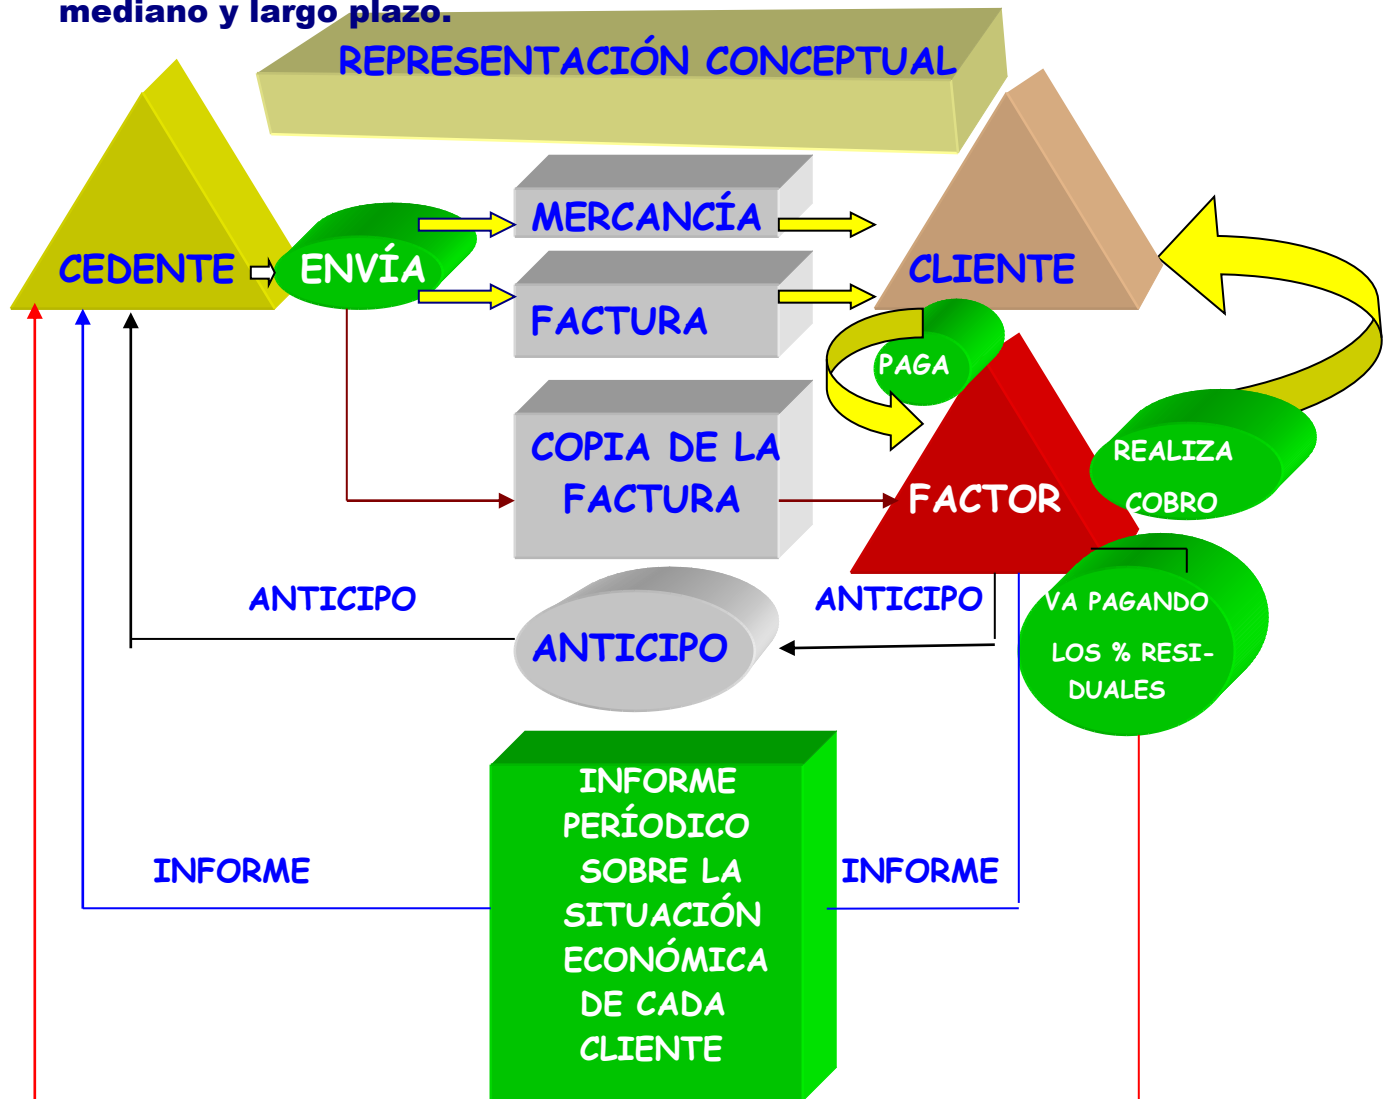 mediano y largo plazo.
REPRESENTACIÓN CONCEPTUAL
MERCANCÍA
CEDENTE
ENVÍA
CLIENTE
FACTURA
PAGA
COPIA DE LA
FACTURA
REALIZA
COBRO
FACTOR
ANTICIPO
ANTICIPO
ANTICIPO
VA PAGANDO
LOS % RESI-
DUALES
INFORME
PERÍODICO
SOBRE LA
SITUACIÓN
ECONÓMICA
DE CADA
CLIENTE
INFORME
INFORME